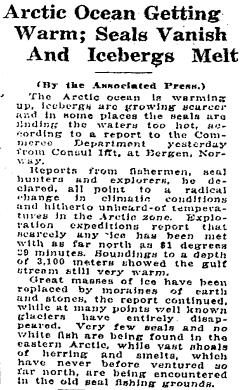 Arctic Ocean Getting
Warm; Seals Vanish
And Icebergs Melt
(By the Associated Press.)
The Arctic ocean is warming
up, icebergs are growing scarcer
and in some places the seals are
finding the waters too hot, ac-
cording to a report to the Com-
merce Department yesterday
from Consul Ifft, at Bergen, Nor-
way.
Reports from fishermen, seal
hunters and explorers, he de-
clared, all point to a radical
change in climatic conditions
and hitherto unheard-of tempera-
tures in the Arctic zone. Explo-
ration expeditions report that
scarcely any ice has been met
with as far north as 81 degrees
29 minutes. Soundings to a depth
of 3,100 meters showed the gulf
stream still very warm.
Great masses of ice have been
replaced by moraines of earth
and stones, the report continued,
while at many points well known
glaciers have entirely disap-
peared. Very few seals and no
white fish are being found in the
eastern Arctic, while vast shoals
of herring and smelts, which
have never before ventured so
far north, are being encountered
in the old seal fishing grounds.